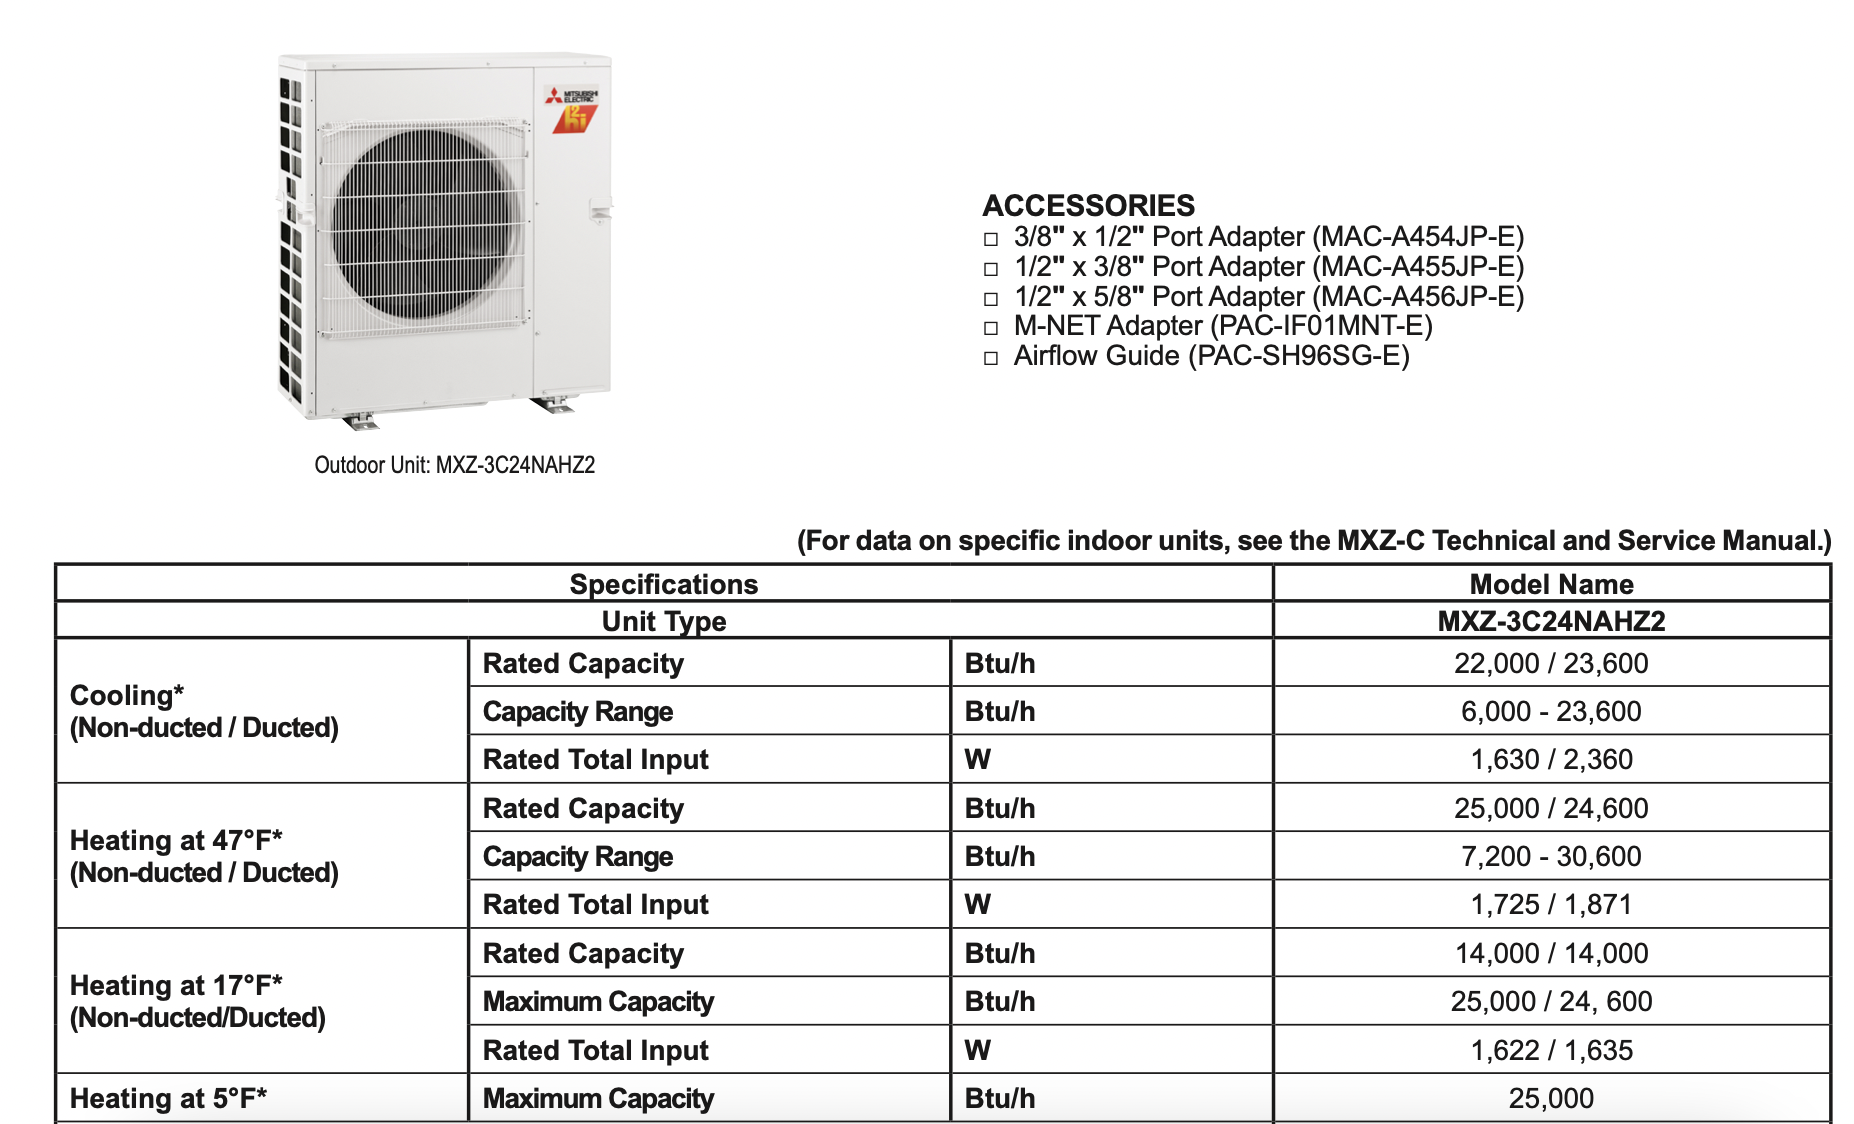 MITSUBISHI
ELECTRIC
H2i
ACCESSORIES
□ 3/8" x 1/2" Port Adapter (MAC-A454JP-E)
□ 1/2" x 3/8" Port Adapter (MAC-A455JP-E)
□ 1/2" x 5/8" Port Adapter (MAC-A456JP-E)
□ M-NET Adapter (PAC-IF01MNT-E)
□ Airflow Guide (PAC-SH96SG-E)
Outdoor Unit: MXZ-3C24NAHZ2
(For data on specific indoor units, see the MXZ-C Technical and Service Manual.)
Specifications Model Name
Unit Type MXZ-3C24NAHZ2
Cooling*
(Non-ducted / Ducted)
Rated Capacity Btu/h 22,000 / 23,600
Capacity Range Btu/h 6,000 - 23,600
Rated Total Input W 1,630 / 2,360
Heating at 47°F*
(Non-ducted / Ducted)
Rated Capacity Btu/h 25,000 / 24,600
Capacity Range Btu/h 7,200 - 30,600
Rated Total Input W 1,725 / 1,871
Heating at 17°F*
(Non-ducted/Ducted)
Rated Capacity Btu/h 14,000 / 14,000
Maximum Capacity Btu/h 25,000 / 24, 600
Rated Total Input W 1,622 / 1,635
Heating at 5°F* Maximum Capacity Btu/h 25,000